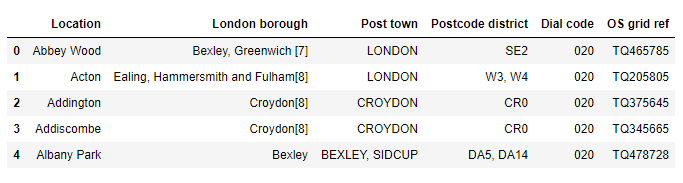 Location London borough Post town Postcode district Dial code OS grid ref
0 Abbey Wood Bexley, Greenwich [7] LONDON SE2 020 TQ465785
1 Acton Ealing, Hammersmith and Fulham[8] LONDON W3, W4 020 TQ205805
2 Addington Croydon[8] CROYDON CR0 020 TQ375645
3 Addiscombe Croydon[8] CROYDON CR0 020 TQ345665
4 Albany Park Bexley BEXLEY, SIDCUP DA5, DA14 020 TQ478728